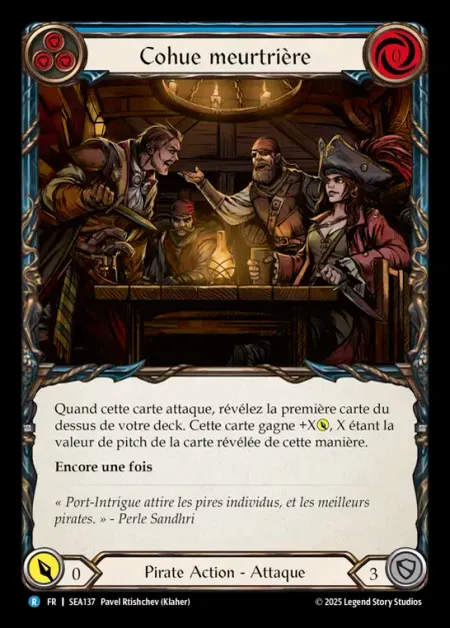 Cohue meurtrière
0
Quand cette carte attaque, révélez la première carte du
dessus de votre deck. Cette carte gagne +X, X étant la
valeur de pitch de la carte révélée de cette manière.
Encore une fois
« Port-Intrigue attire les pires individus, et les meilleurs
pirates. » - Perle Sandhri
0 Pirate Action - Attaque 3
R FR | SEA137 Pavel Rtishchev (Klaher) © 2025 Legend Story Studios